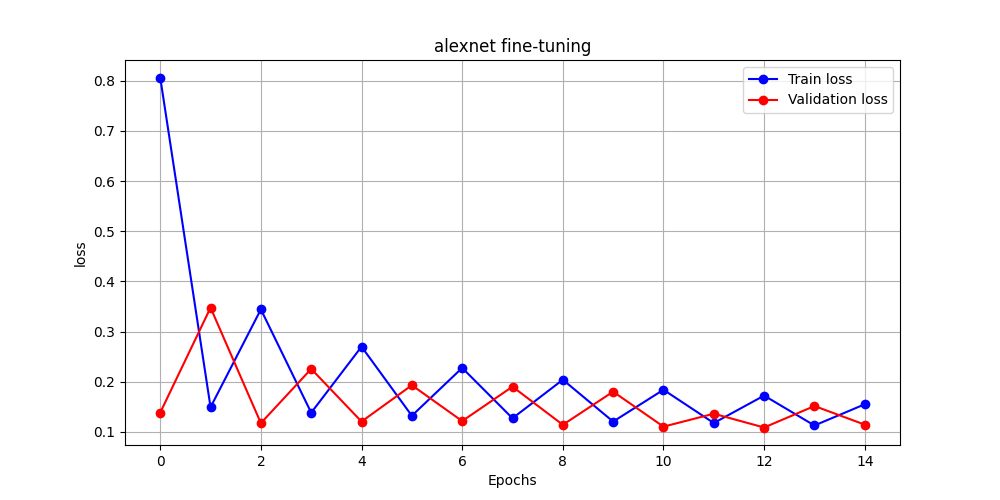 alexnet fine-tuning
Train loss
Validation loss
0.8
0.7
0.6
0.5
0.4
0.3
0.2
0.1
loss
0 2 4 6 8 10 12 14
Epochs